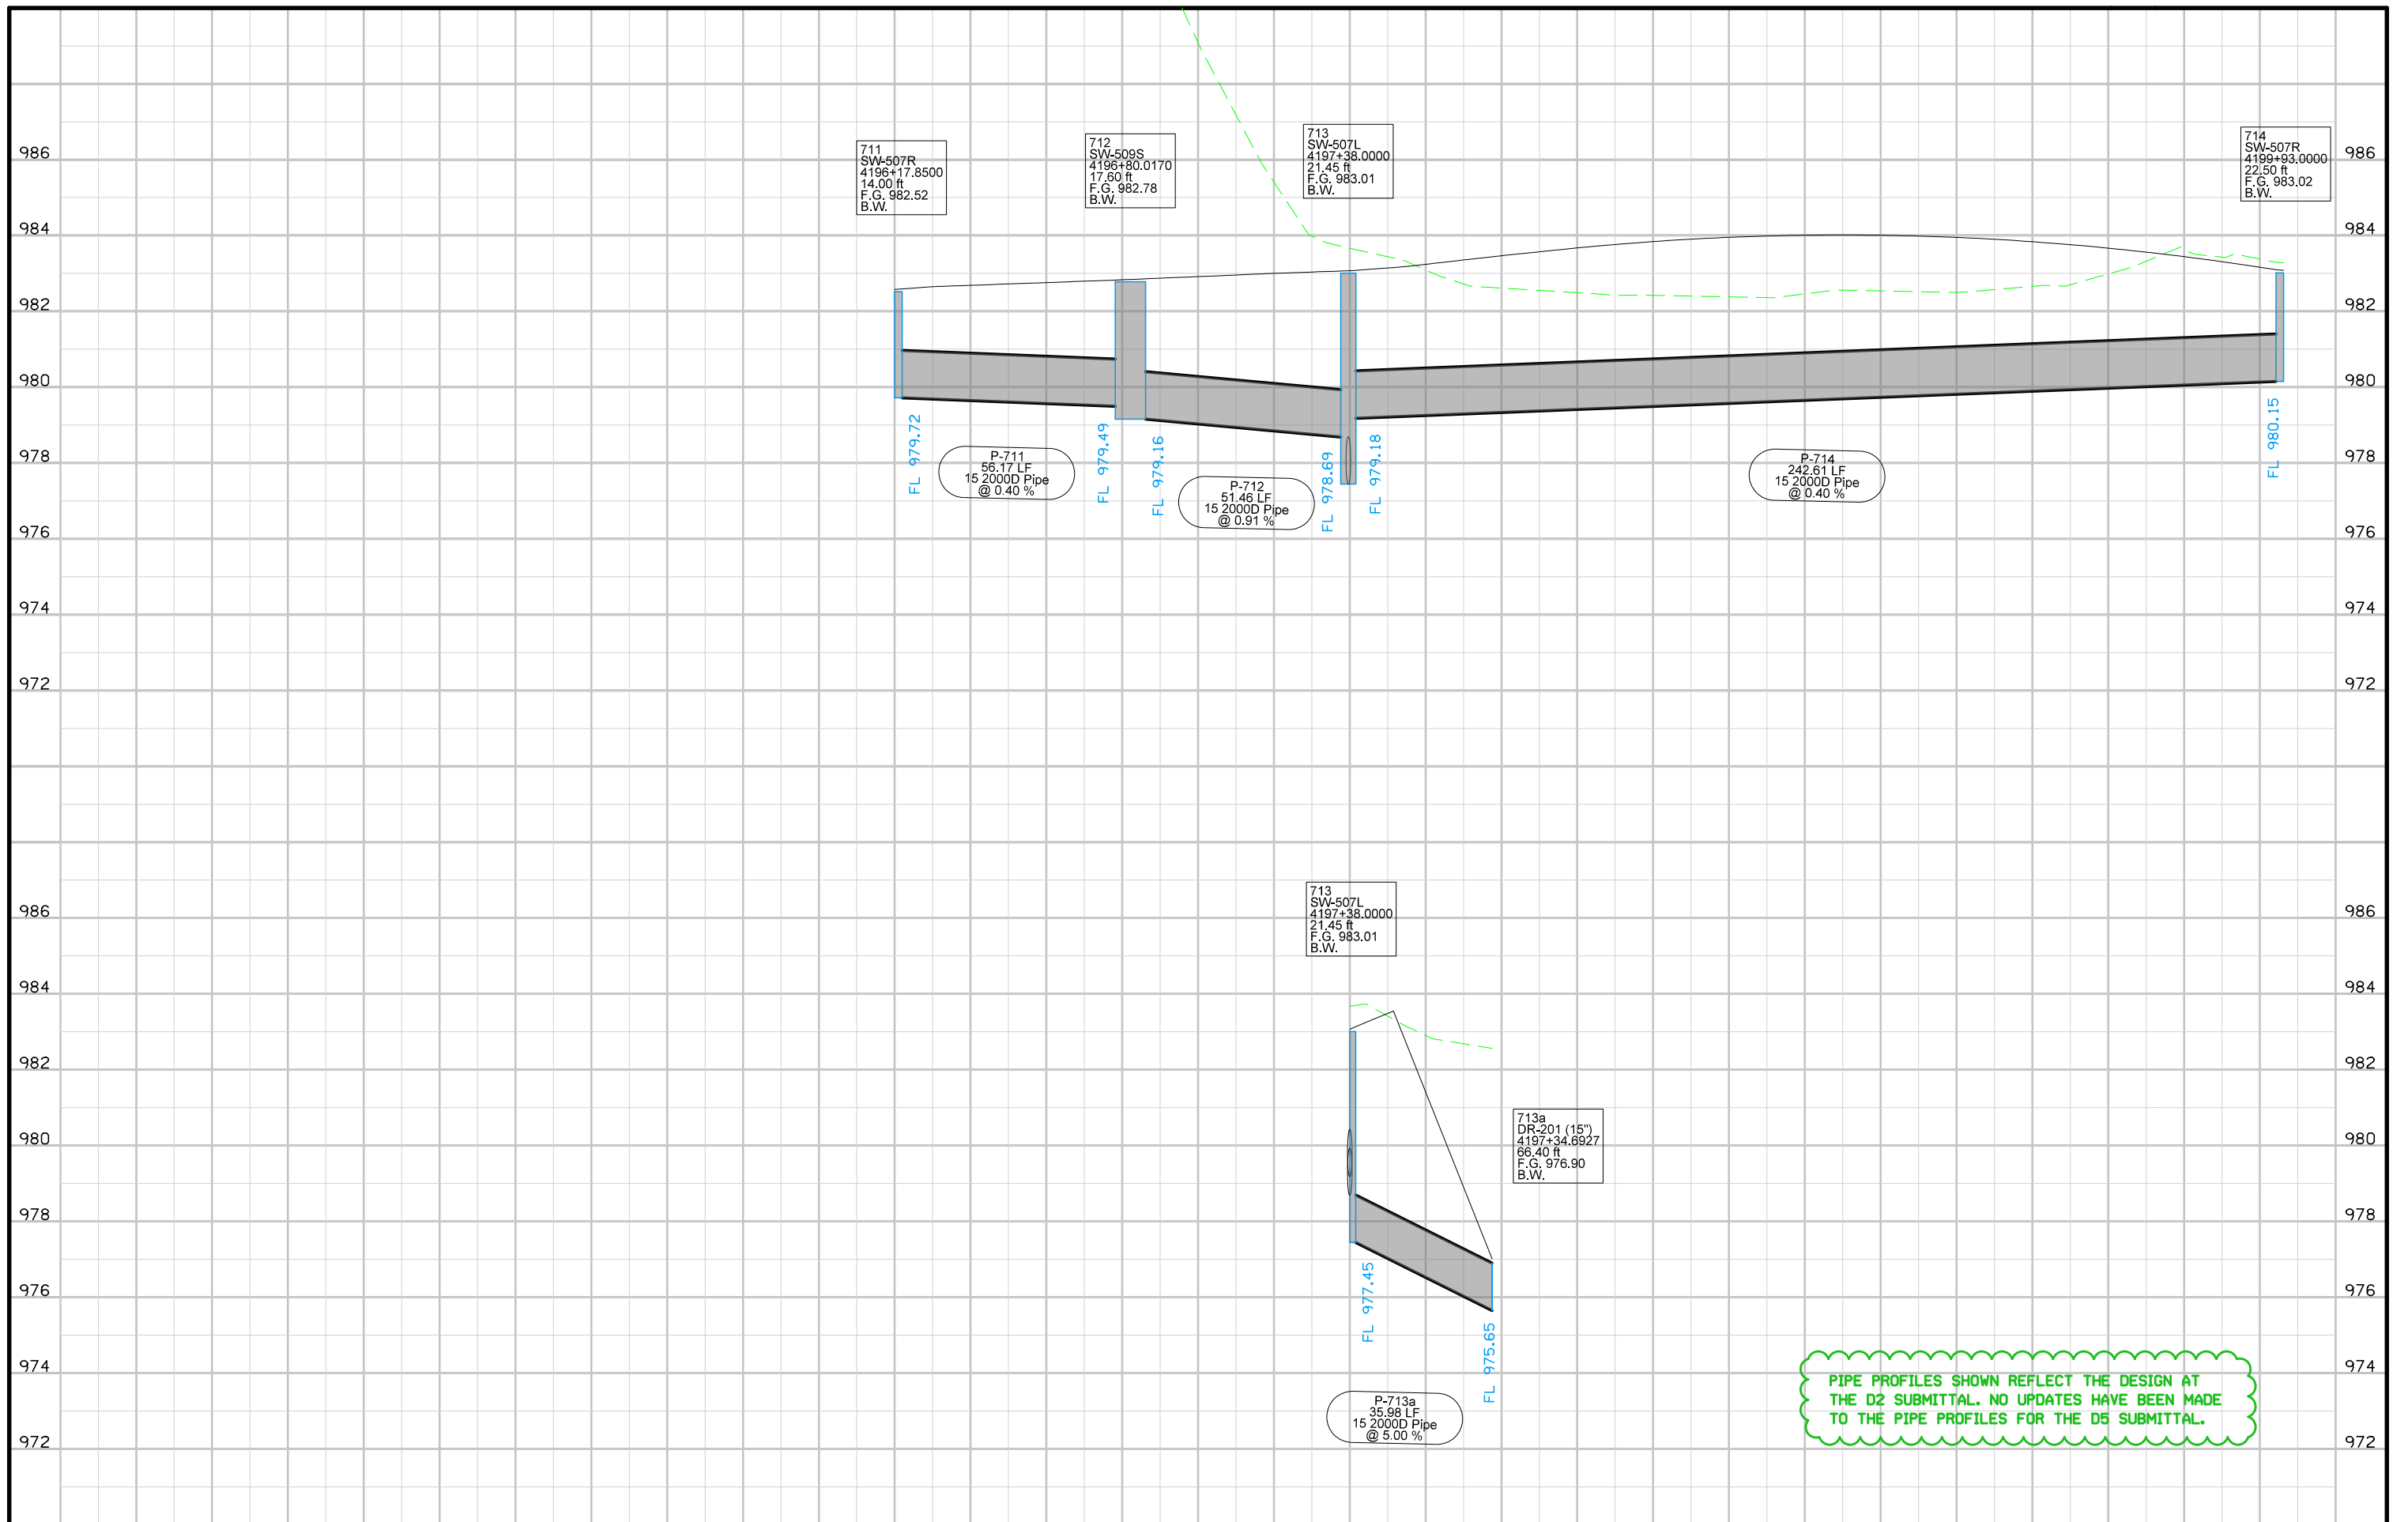 711
SW-507R
4196+17.8500
14.00 ft
F.G. 982.52
B.W.
712
SW-509S
4196+80.0170
17.60 ft
F.G. 982.78
B.W.
713
SW-507L
4197+38.0000
21.45 ft
F.G. 983.01
B.W.
714
SW-507R
4199+93.0000
22.50 ft
F.G. 983.02
B.W.
986
986
984
984
982
982
980
980
978
978
976
976
974
974
972
972
FL 979.72
FL 979.49
FL 979.16
FL 978.69
FL 979.18
FL 980.15
P-711
56.17 LF
15 2000D Pipe
@ 0.40 %
P-712
51.46 LF
15 2000D Pipe
@ 0.91 %
P-714
242.61 LF
15 2000D Pipe
@ 0.40 %
713
SW-507L
4197+38.0000
21.45 ft
F.G. 983.01
B.W.
986
986
984
984
982
982
980
980
978
978
976
976
974
974
972
972
713a
DR-201 (15")
4197+34.6927
66.40 ft
F.G. 976.90
B.W.
FL 977.45
FL 975.65
P-713a
35.98 LF
15 2000D Pipe
@ 5.00 %
PIPE PROFILES SHOWN REFLECT THE DESIGN AT
THE D2 SUBMITTAL. NO UPDATES HAVE BEEN MADE
TO THE PIPE PROFILES FOR THE D5 SUBMITTAL.